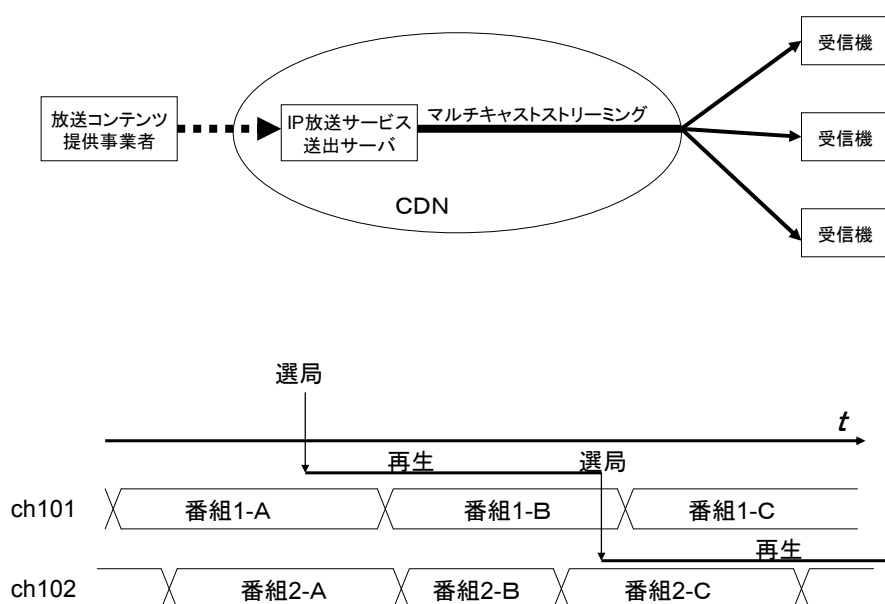 放送コンテンツ
提供事業者
IP放送サービス
送出サーバ
マルチキャストストリーミング
CDN
受信機
受信機
受信機
選局
t
再生
選局
ch101
番組1-A
番組1-B
番組1-C
再生
ch102
番組2-A
番組2-B
番組2-C